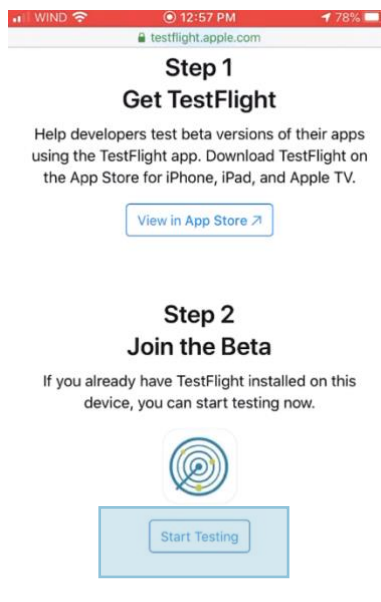 WIND 12:57 PM 78%
testflight.apple.com
Step 1
Get TestFlight
Help developers test beta versions of their apps
using the TestFlight app. Download TestFlight on
the App Store for iPhone, iPad, and Apple TV.
View in App Store ↗
Step 2
Join the Beta
If you already have TestFlight installed on this
device, you can start testing now.
Start Testing